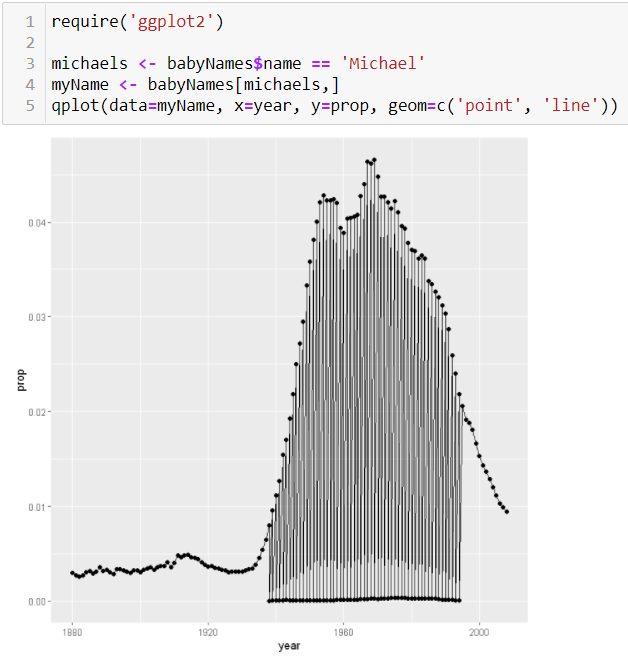 1 require('ggplot2')
2
3 michaels <- babyNames$name == 'Michael'
4 myName <- babyNames[michaels,]
5 qplot(data=myName, x=year, y=prop, geom=c('point', 'line'))
0.04
0.03
prop
0.02
0.01
0.00
1880 1920 1960 2000
year